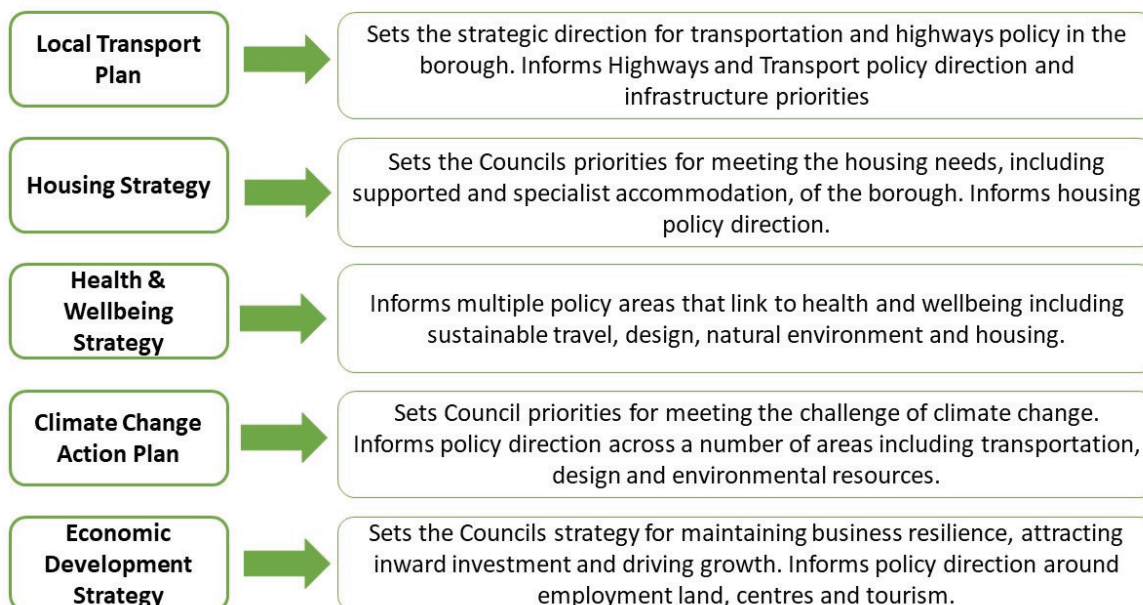 Local Transport
Plan
Sets the strategic direction for transportation and highways policy in the
borough. Informs Highways and Transport policy direction and
infrastructure priorities
Housing Strategy
Sets the Councils priorities for meeting the housing needs, including
supported and specialist accommodation, of the borough. Informs housing
policy direction.
Health &
Wellbeing
Strategy
Informs multiple policy areas that link to health and wellbeing including
sustainable travel, design, natural environment and housing.
Climate Change
Action Plan
Sets Council priorities for meeting the challenge of climate change.
Informs policy direction across a number of areas including transportation,
design and environmental resources.
Economic
Development
Strategy
Sets the Councils strategy for maintaining business resilience, attracting
inward investment and driving growth. Informs policy direction around
employment land, centres and tourism.